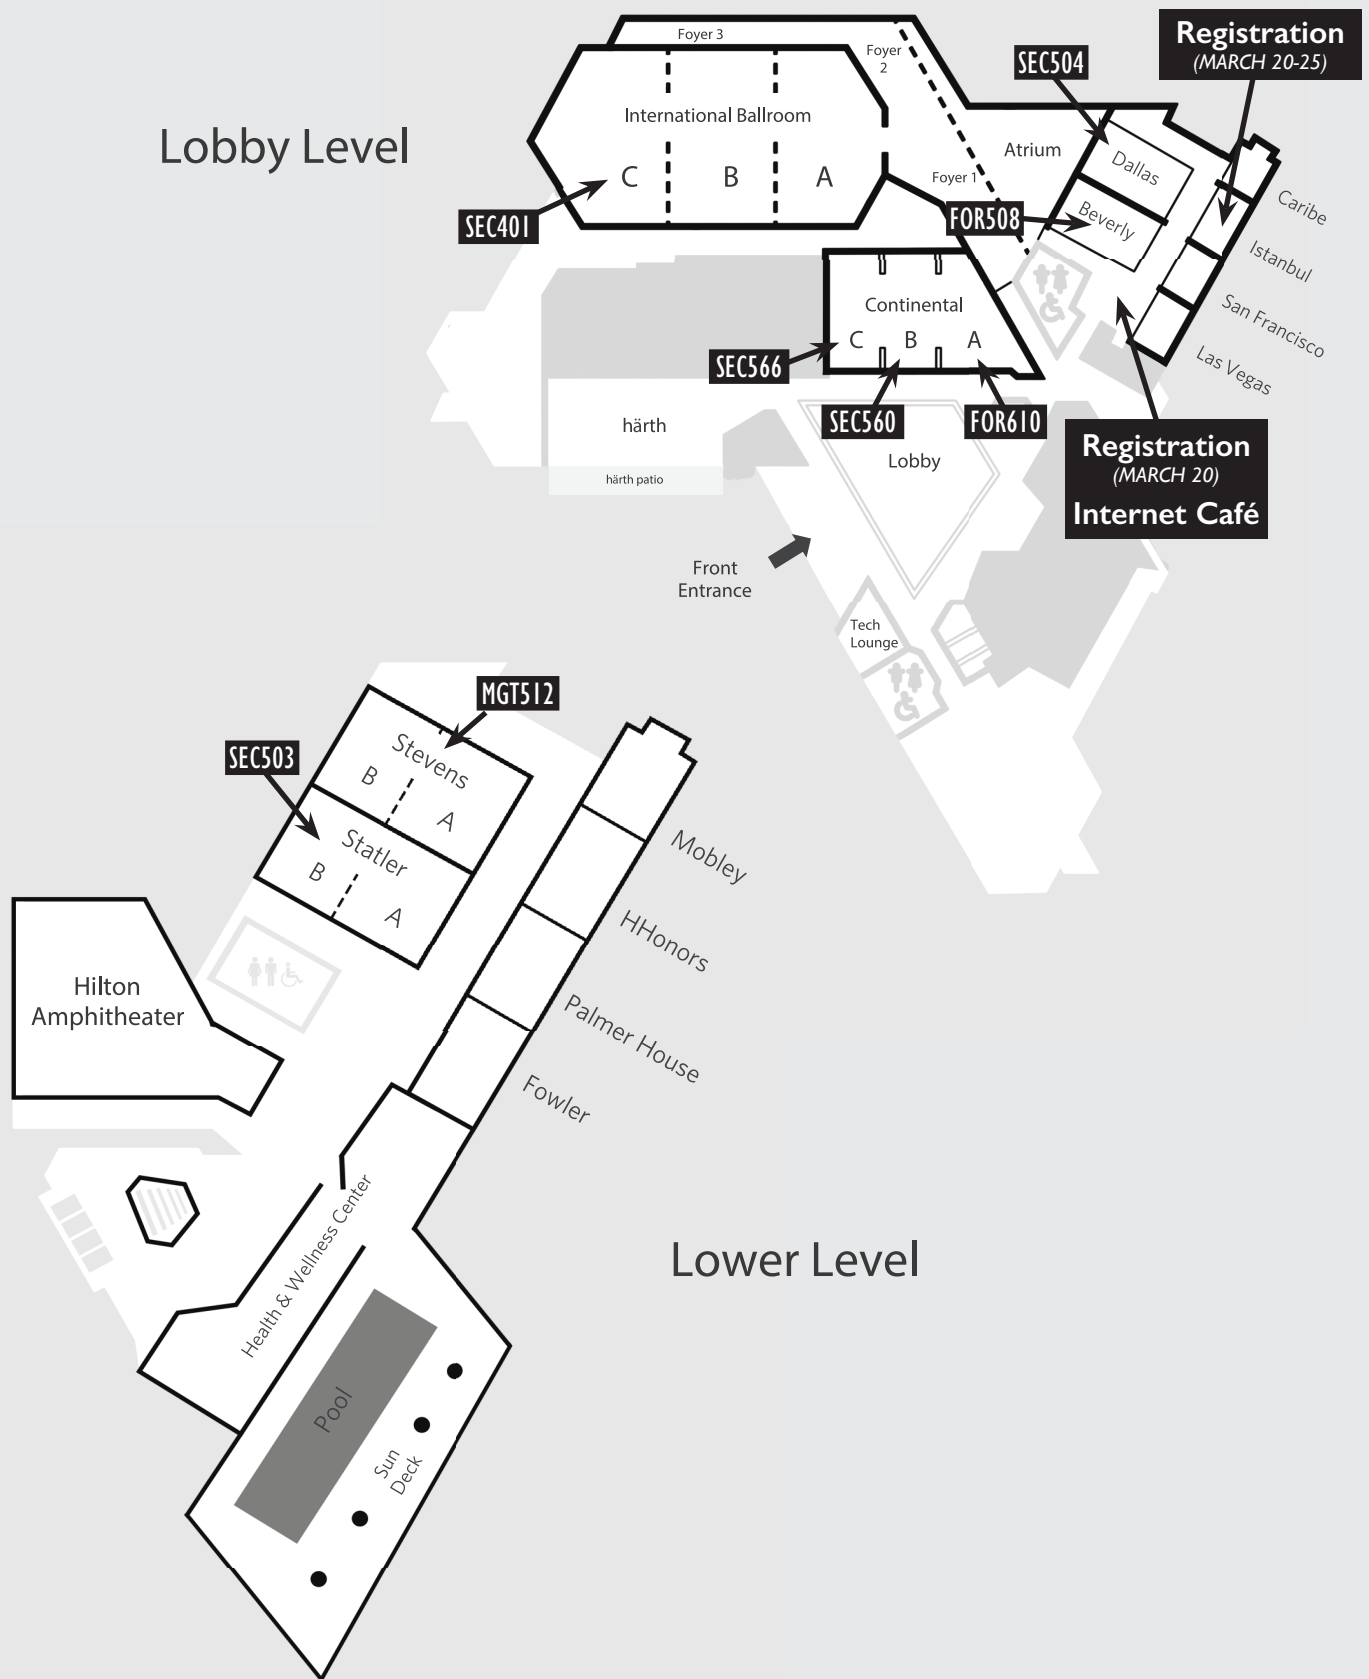 Lobby Level
Foyer 3
Foyer
2
International Ballroom
C
B
A
SEC401
Foyer 1
Atrium
SEC504
Registration
(MARCH 20-25)
Dallas
Beverly
FOR508
Caribe
Istanbul
San Francisco
Las Vegas
Continental
C
B
A
SEC566
SEC560
FOR610
Registration
(MARCH 20)
Internet Café
härth
härth patio
Lobby
Front
Entrance
Tech
Lounge
MGT512
SEC503
Stevens
B
A
Statler
B
A
Mobley
HHonors
Palmer House
Fowler
Hilton
Amphitheater
Health & Wellness Center
Lower Level
Pool
Sun
Deck